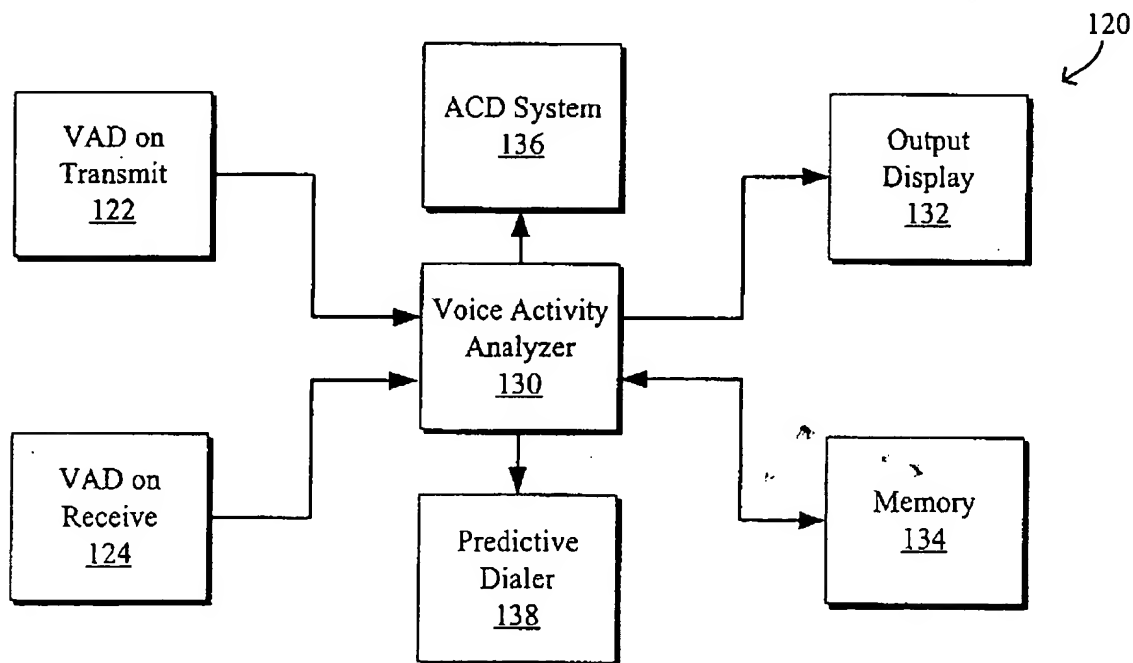 120
VAD on
Transmit
122
ACD System
136
Output
Display
132
Voice Activity
Analyzer
130
VAD on
Receive
124
Predictive
Dialer
138
Memory
134